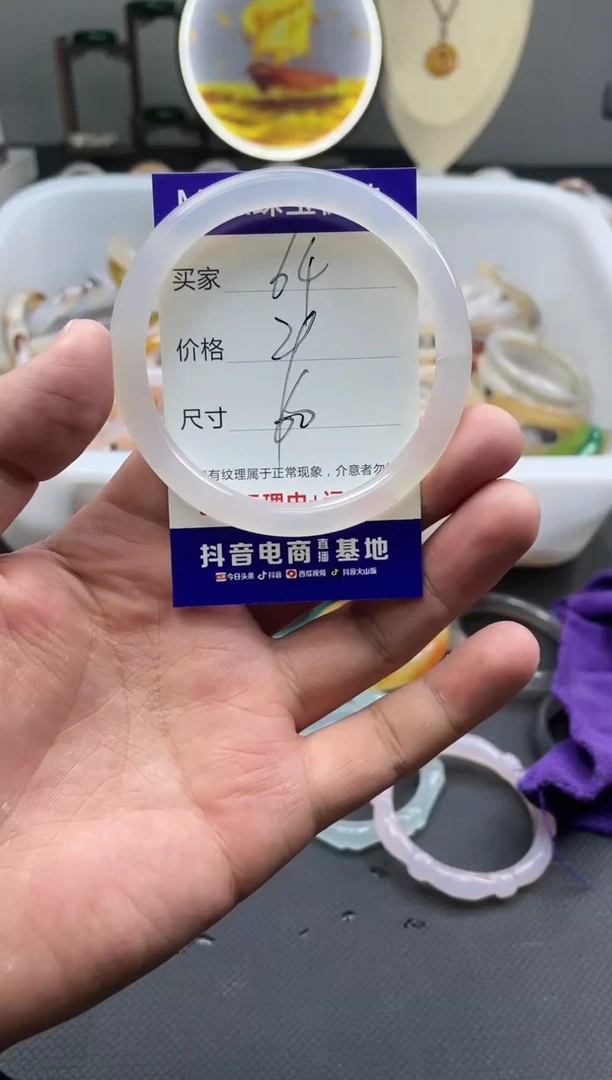 买家 64
价格
尺寸 60
有纹理属于正常现象，介意者勿
抖音电商直播基地
今日头条 抖音 西瓜视频 抖音火山版